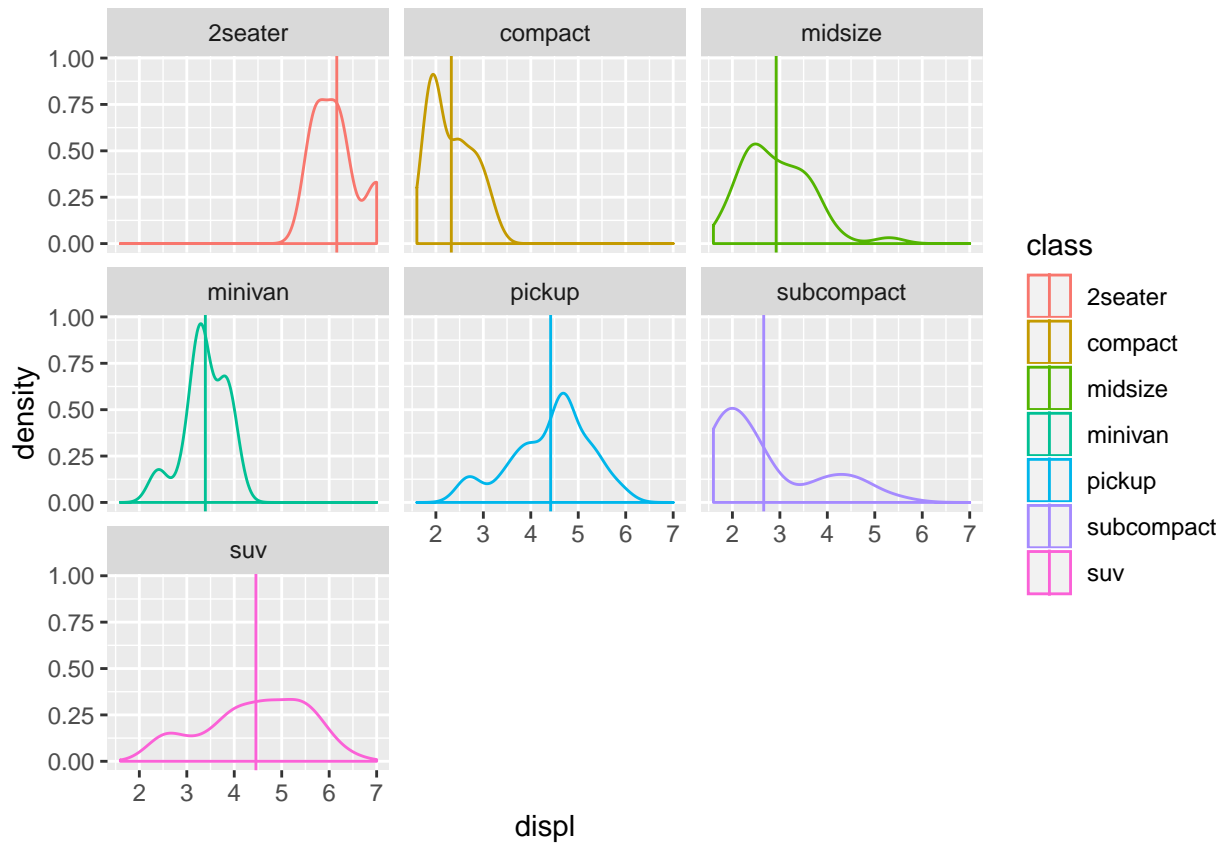 2seater compact midsize
1.00
0.75
0.50
0.25
0.00
minivan pickup subcompact
1.00
0.75
0.50
0.25
0.00
2 3 4 5 6 7 2 3 4 5 6 7
suv
1.00
0.75
0.50
0.25
0.00
2 3 4 5 6 7
displ
density
class
2seater
compact
midsize
minivan
pickup
subcompact
suv